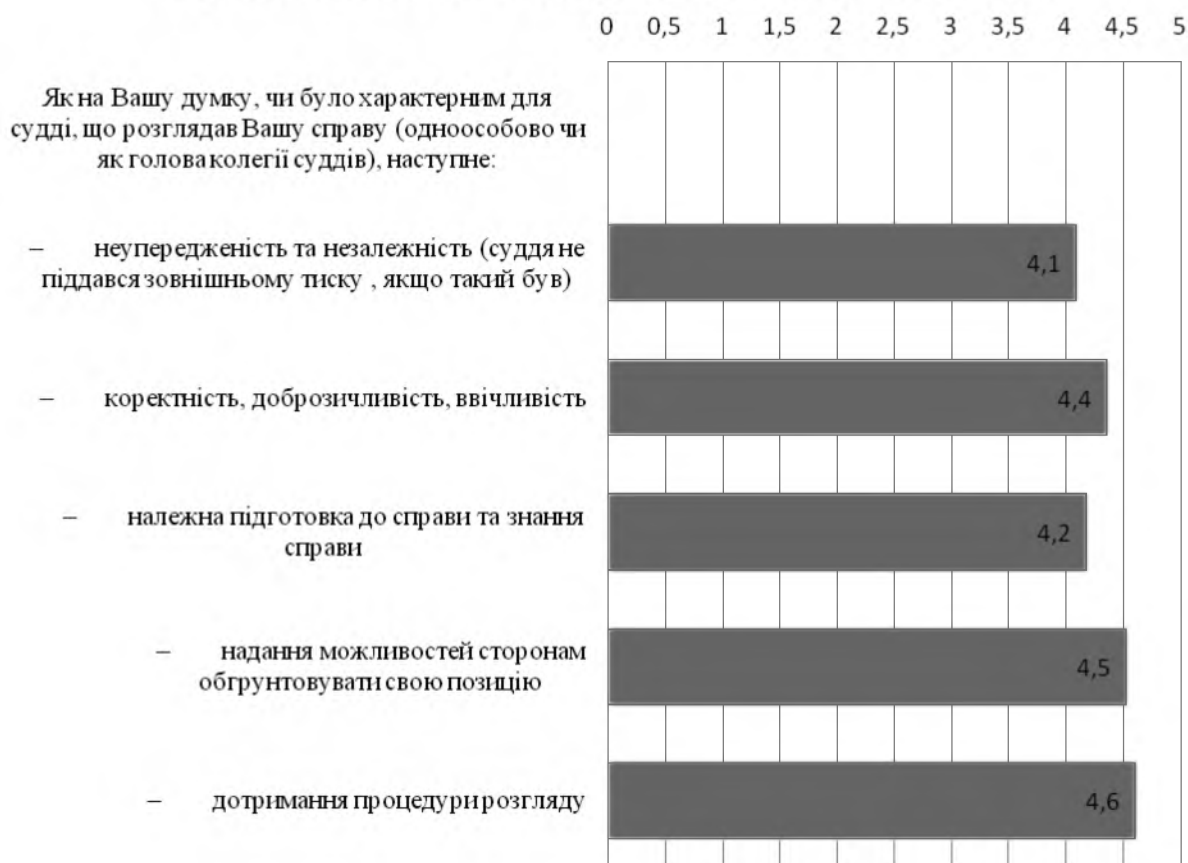 0 0,5 1 1,5 2 2,5 3 3,5 4 4,5 5
Як на Вашу думку, чи було характерним для
судді, що розглядав Вашу справу (одноособово чи
як голова колегії суддів), наступне:
– неупередженість та незалежність (суддя не
піддався зовнішньому тиску , якщо такий був)
4,1
– коректність, доброзичливість, ввічливість
4,4
– належна підготовка до справи та знання
справи
4,2
– надання можливостей сторонам
обгрунтовувати свою позицію
4,5
– дотримання процедури розгляду
4,6